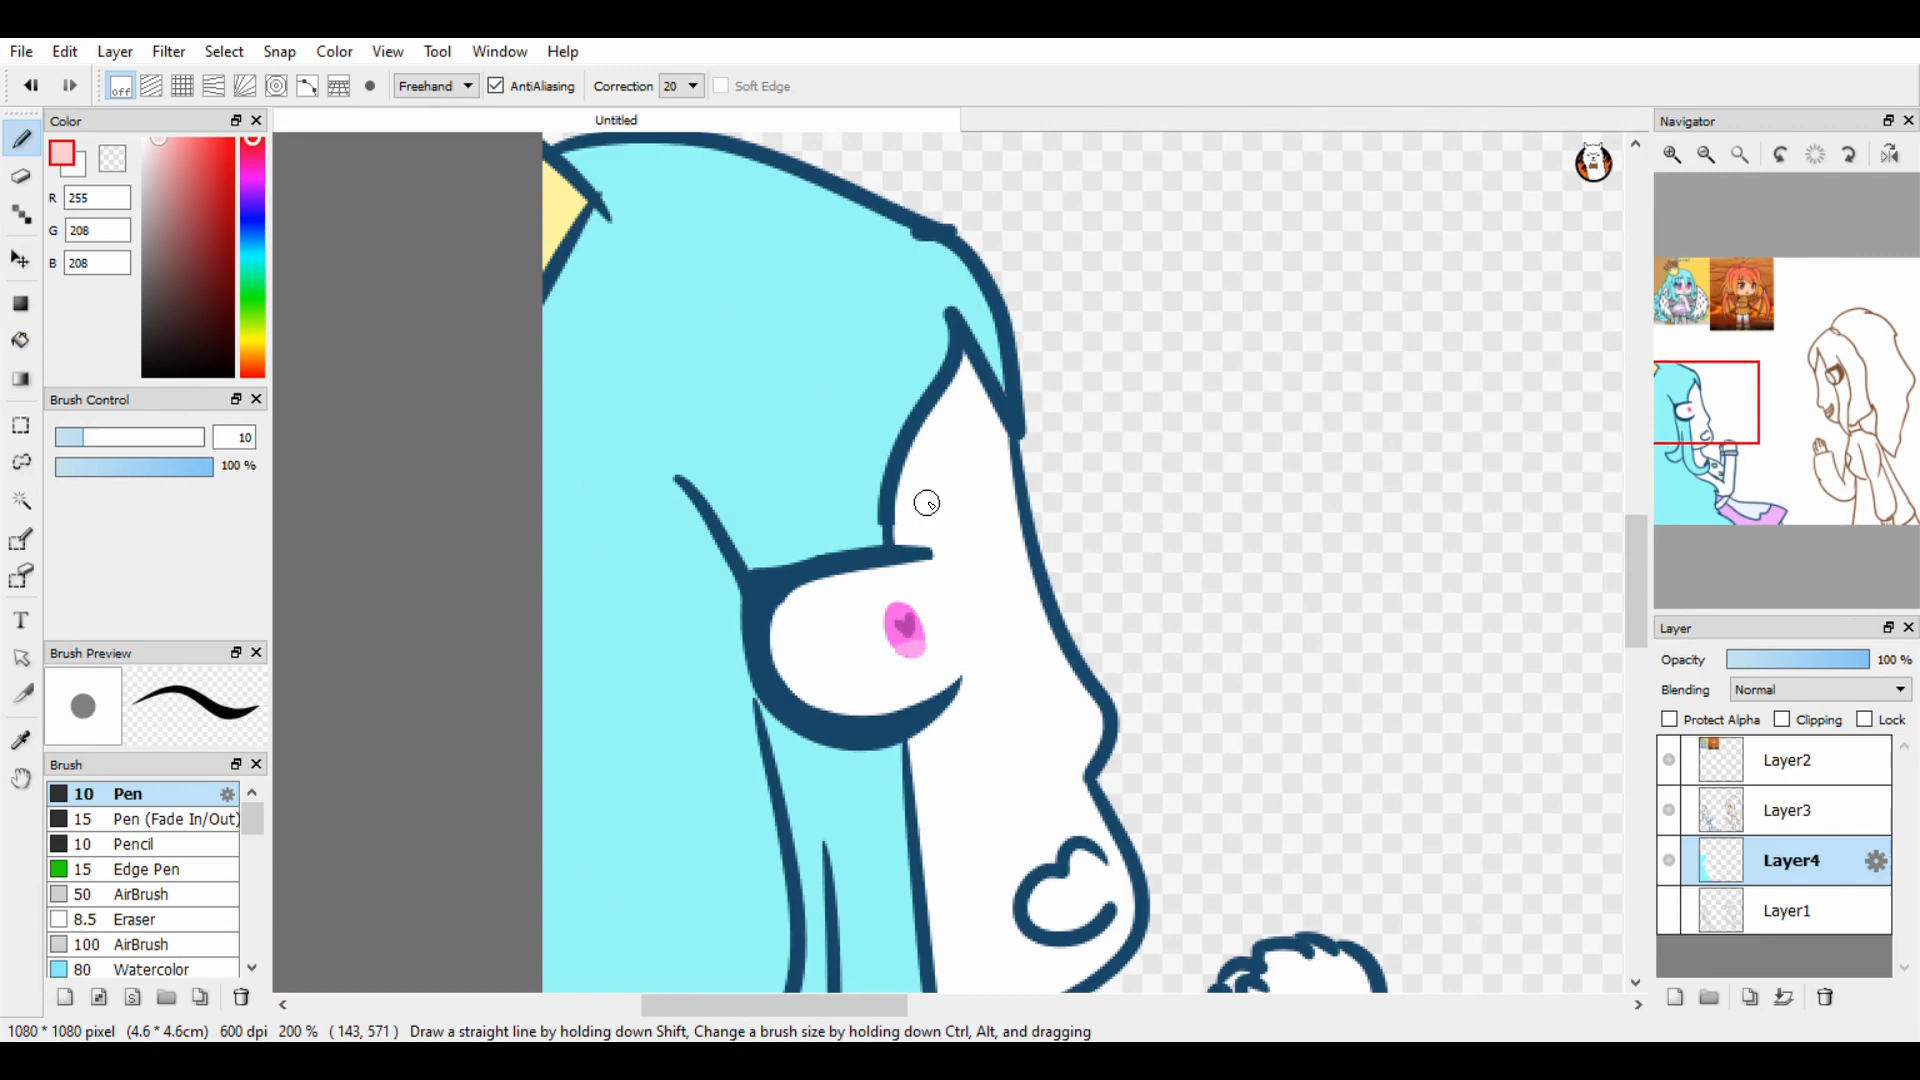 File Edit Layer Filter Select Snap Color View Tool Window Help
off Freehand AntiAliasing Correction 20 Soft Edge
Color
Untitled
Navigator
R 255
G 208
B 208
Brush Control
10
100 %
Brush Preview
Brush
10 Pen
15 Pen (Fade In/Out)
10 Pencil
15 Edge Pen
50 AirBrush
8.5 Eraser
100 AirBrush
80 Watercolor
Layer
Opacity 100 %
Blending Normal
Protect Alpha Clipping Lock
Layer2
Layer3
Layer4
Layer1
T
S
1080 * 1080 pixel (4.6 * 4.6cm) 600 dpi 200 % ( 143, 571 ) Draw a straight line by holding down Shift, Change a brush size by holding down Ctrl, Alt, and dragging